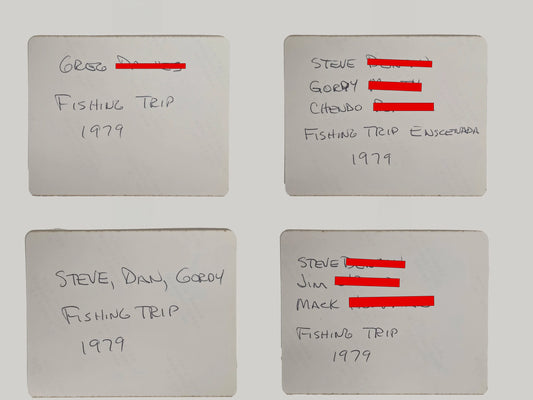 GREG
FISHING TRIP
1979
STEVE
GORDY
CHENDO
FISHING TRIP ENSCENADA
1979
STEVE, DAN, GORDY
FISHING TRIP
1979
STEVE
JIM
MACK
FISHING TRIP
1979